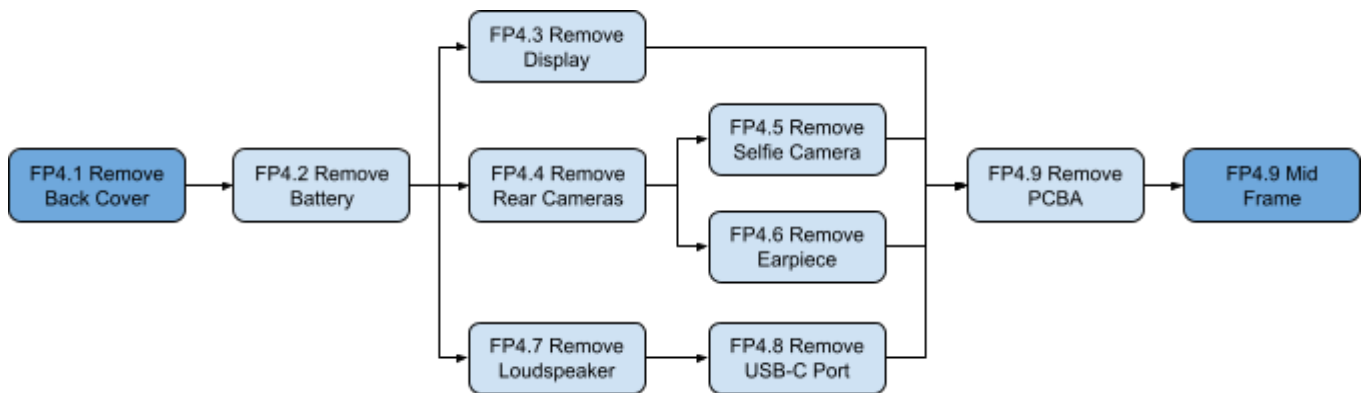 FP4.1 Remove
Back Cover
FP4.2 Remove
Battery
FP4.3 Remove
Display
FP4.4 Remove
Rear Cameras
FP4.5 Remove
Selfie Camera
FP4.6 Remove
Earpiece
FP4.7 Remove
Loudspeaker
FP4.8 Remove
USB-C Port
FP4.9 Remove
PCBA
FP4.9 Mid
Frame